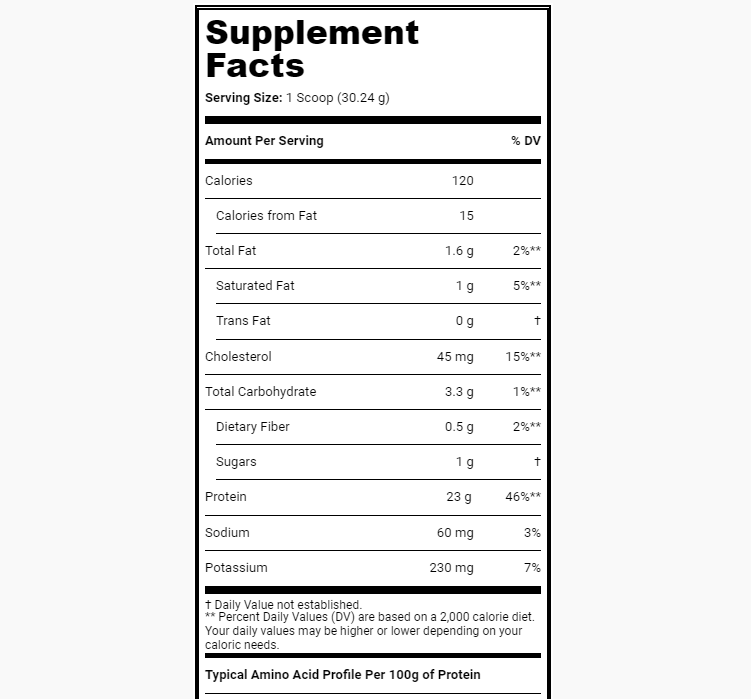 Supplement
Facts
Serving Size: 1 Scoop (30.24 g)
Amount Per Serving % DV
Calories 120
Calories from Fat 15
Total Fat 1.6 g 2%**
Saturated Fat 1 g 5%**
Trans Fat 0 g †
Cholesterol 45 mg 15%**
Total Carbohydrate 3.3 g 1%**
Dietary Fiber 0.5 g 2%**
Sugars 1 g †
Protein 23 g 46%**
Sodium 60 mg 3%
Potassium 230 mg 7%
† Daily Value not established.
** Percent Daily Values (DV) are based on a 2,000 calorie diet.
Your daily values may be higher or lower depending on your
caloric needs.
Typical Amino Acid Profile Per 100g of Protein